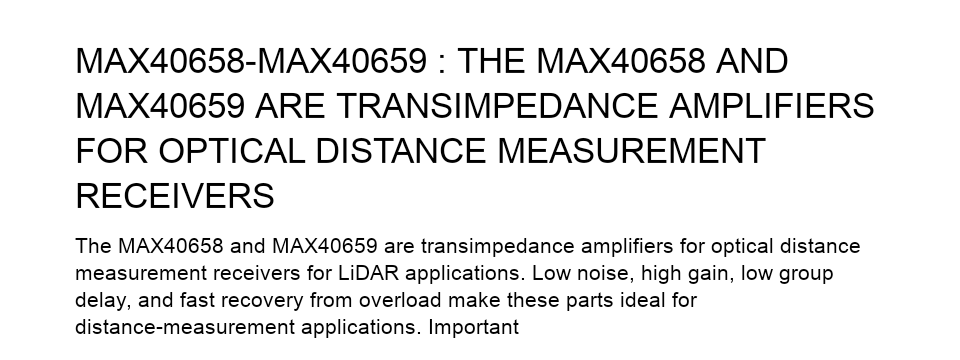 MAX40658-MAX40659 : THE MAX40658 AND
MAX40659 ARE TRANSIMPEDANCE AMPLIFIERS
FOR OPTICAL DISTANCE MEASUREMENT
RECEIVERS
The MAX40658 and MAX40659 are transimpedance amplifiers for optical distance
measurement receivers for LiDAR applications. Low noise, high gain, low group
delay, and fast recovery from overload make these parts ideal for
distance-measurement applications. Important